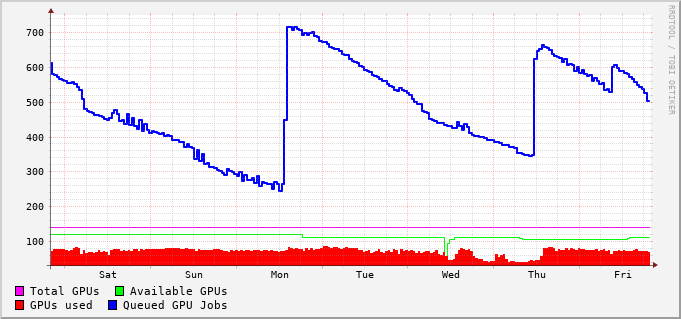 RRDTOOL / TOBI OETIKER
700
600
500
400
300
200
100
Sat Sun Mon Tue Wed Thu Fri
Total GPUs Available GPUs
GPUs used Queued GPU Jobs